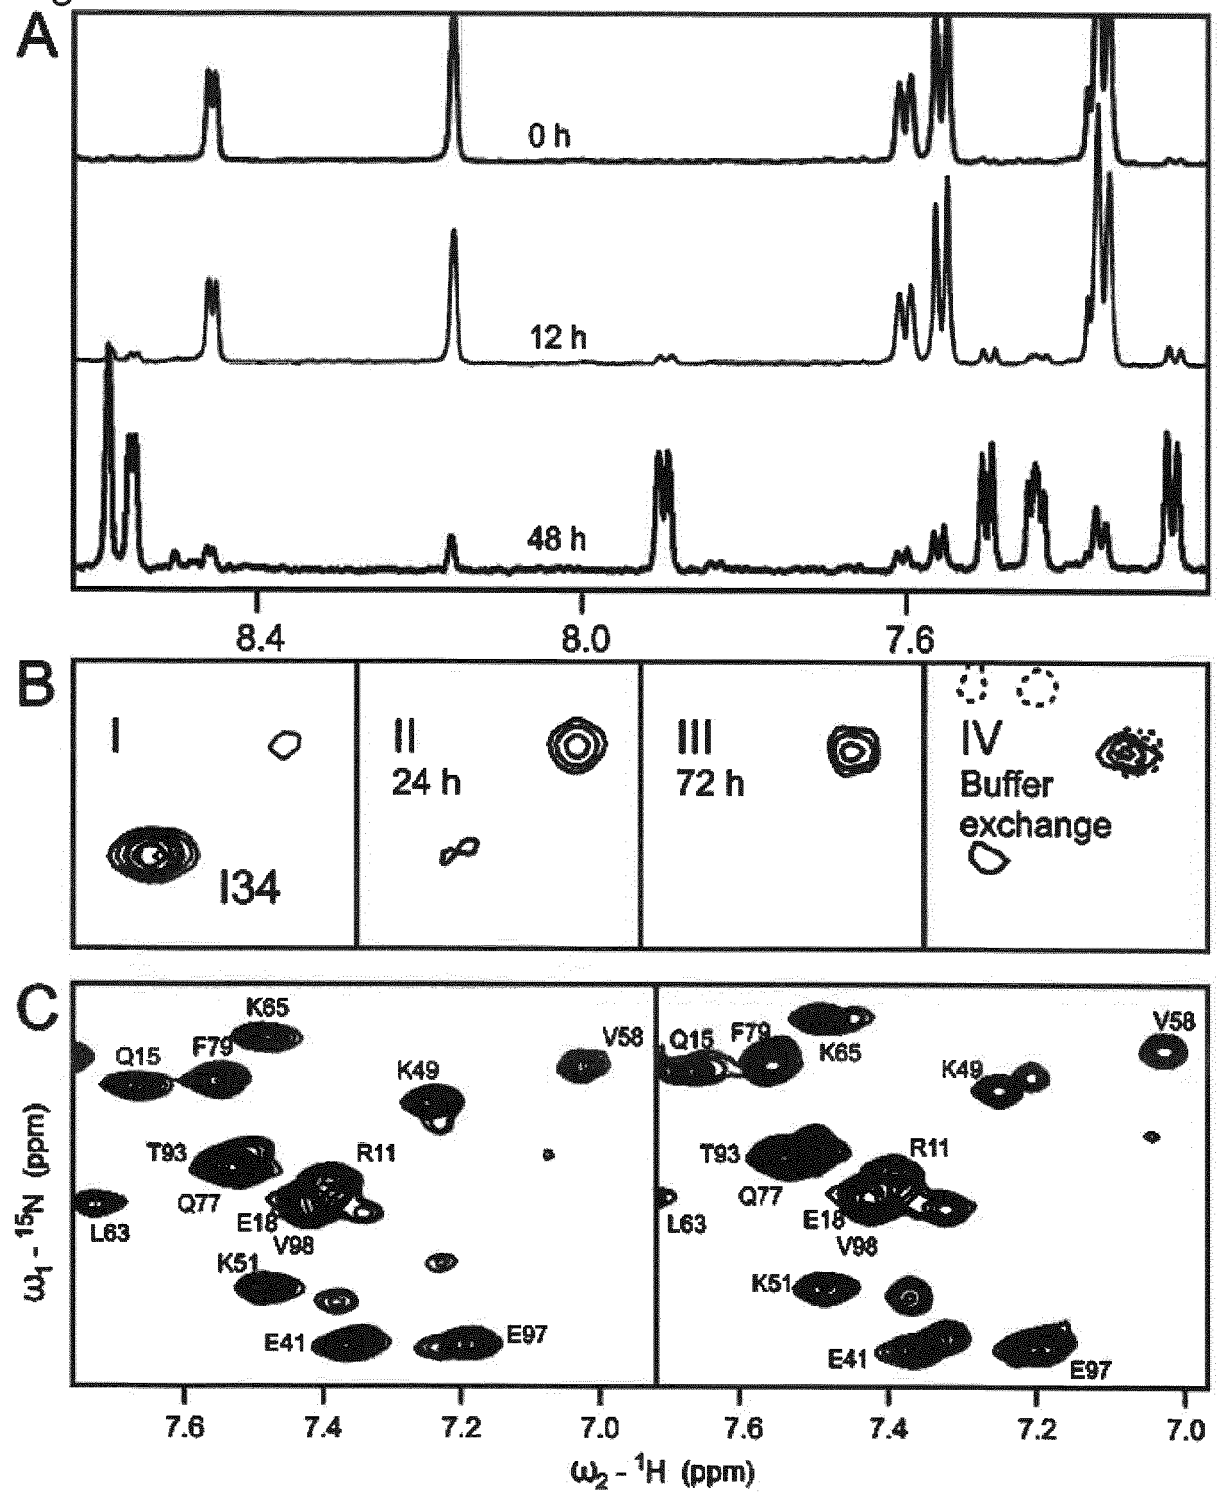 A
0 h
12 h
48 h
8.4 8.0 7.6
B
I II III IV
24 h 72 h Buffer
exchange
I34
C
K65 V58
Q15 F79 K49
T93 R11
Q77 E18
L63 V98
K51
E41 E97
Q15 F79 V58
K65 K49
T93 R11
Q77 E18
L63 V98
K51
E41 E97
ω1 - 15N (ppm)
7.6 7.4 7.2 7.0 7.6 7.4 7.2 7.0
ω2 - 1H (ppm)